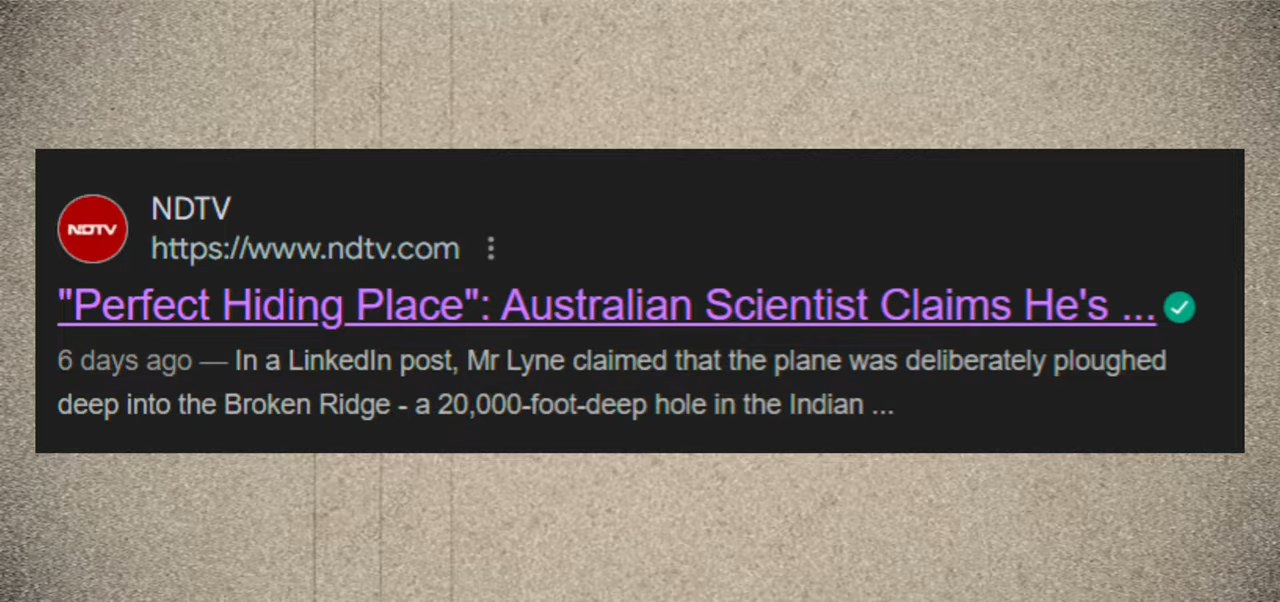 NDTV
NDTV
https://www.ndtv.com
"Perfect Hiding Place": Australian Scientist Claims He's ...
6 days ago — In a LinkedIn post, Mr Lyne claimed that the plane was deliberately ploughed
deep into the Broken Ridge - a 20,000-foot-deep hole in the Indian ...